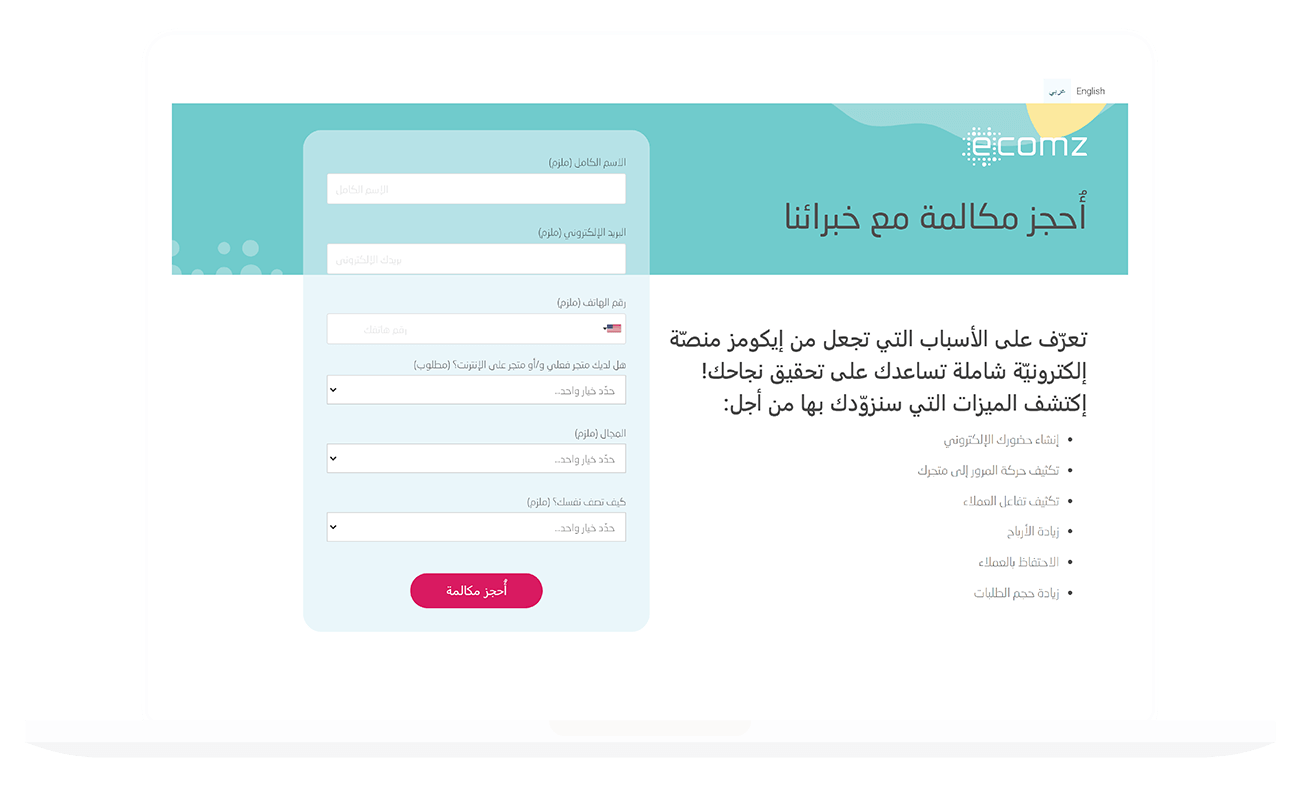 عربي English
ecomz
أُحجز مكالمة مع خبرائنا
تعرّف على الأسباب التي تجعل من إيكومز منصّة
إلكترونيّة شاملة تساعدك على تحقيق نجاحك!
إكتشف الميزات التي سنزوّدك بها من أجل:
• إنشاء حضورك الإلكتروني
• تكثيف حركة المرور إلى متجرك
• تكثيف تفاعل العملاء
• زيادة الأرباح
• الاحتفاظ بالعملاء
• زيادة حجم الطلبات
الاسم الكامل (ملزم)
الإسم الكامل
البريد الإلكتروني (ملزم)
بريدك الإلكتروني
رقم الهاتف (ملزم)
رقم هاتفك
هل لديك متجر فعلي و/أو متجر على الإنترنت؟ (مطلوب)
حدّد خيار واحد..
المجال (ملزم)
حدّد خيار واحد..
كيف تصف نفسك؟ (ملزم)
حدّد خيار واحد..
أُحجز مكالمة